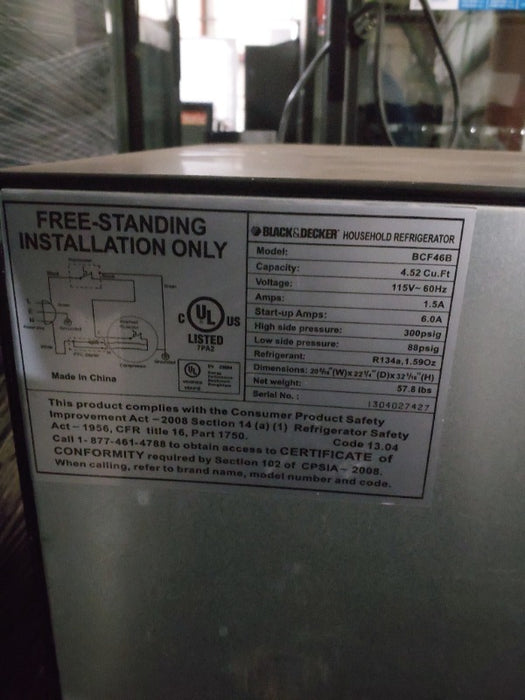 FREE-STANDING
INSTALLATION ONLY
C UL US
LISTED
7PA2
Made in China
BLACK&DECKER HOUSEHOLD REFRIGERATOR
Model: BCF46B
Capacity: 4.52 Cu.Ft
Voltage: 115V~60Hz
Amps: 1.5A
Start-up Amps: 6.0A
High side pressure: 300psig
Low side pressure: 88psig
Refrigerant: R134a,1.59Oz
Net weight: 57.8 lbs
Serial No. : 1304027427
This product complies with the Consumer Product Safety
Improvement Act -2008 Section 14 (a) (1) Refrigerator Safety
Act -1956, CFR title 16, Part 1750. Code 13.04
Call 1- 877-461-4788 to obtain access to CERTIFICATE of
CONFORMITY required by Section 102 of CPSIA - 2008.
When calling, refer to brand name, model number and code.